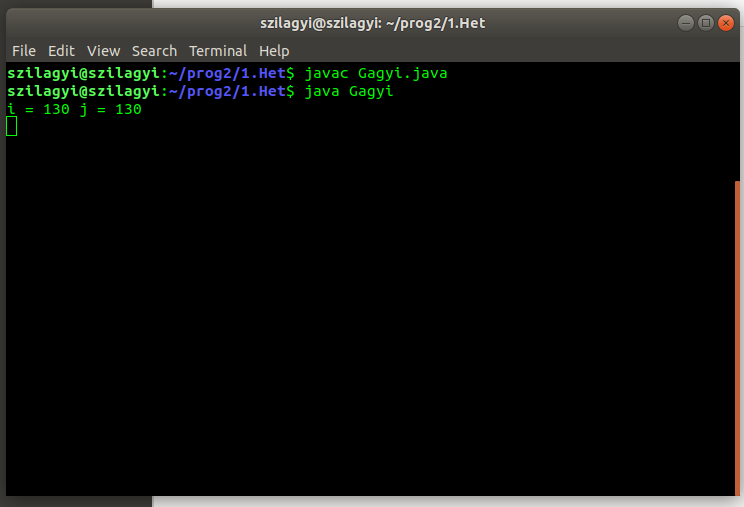 szilagyi@szilagyi: ~/prog2/1.Het
File Edit View Search Terminal Help
szilagyi@szilagyi:~/prog2/1.Het$ javac Gagyi.java
szilagyi@szilagyi:~/prog2/1.Het$ java Gagyi
i = 130 j = 130